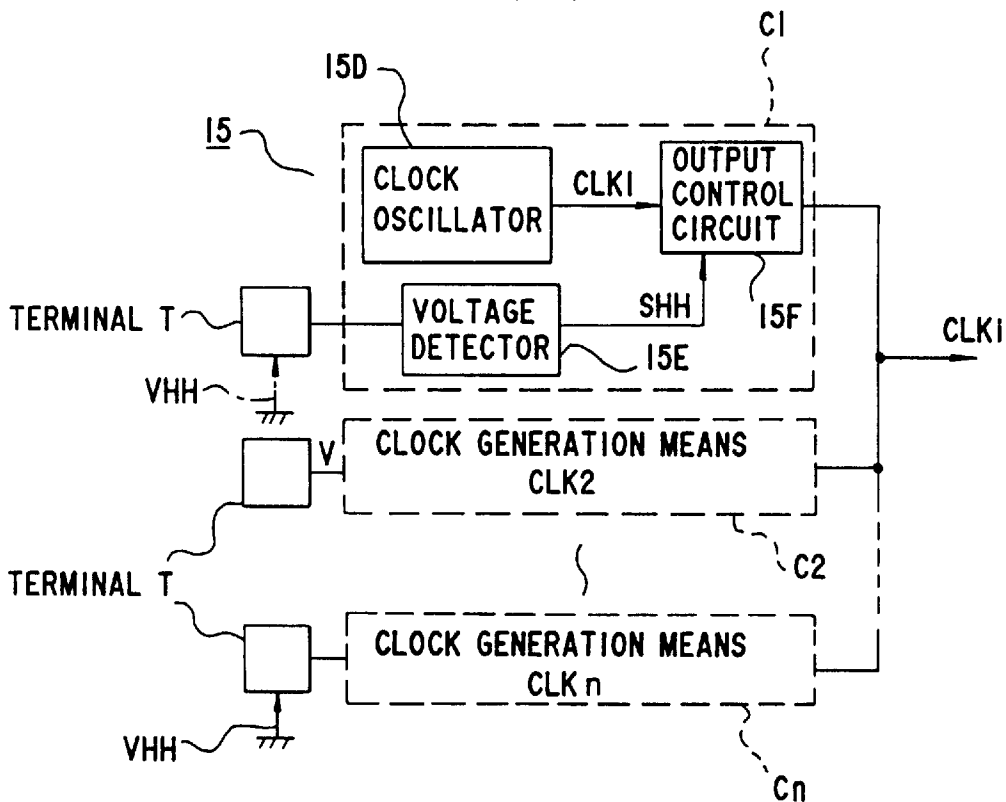 C1
15D
15
CLOCK
OSCILLATOR
CLK1
OUTPUT
CONTROL
CIRCUIT
TERMINAL T
VOLTAGE
DETECTOR
SHH
15F
15E
CLKi
VHH
V
CLOCK GENERATION MEANS
CLK2
C2
TERMINAL T
CLOCK GENERATION MEANS
CLKn
VHH
Cn